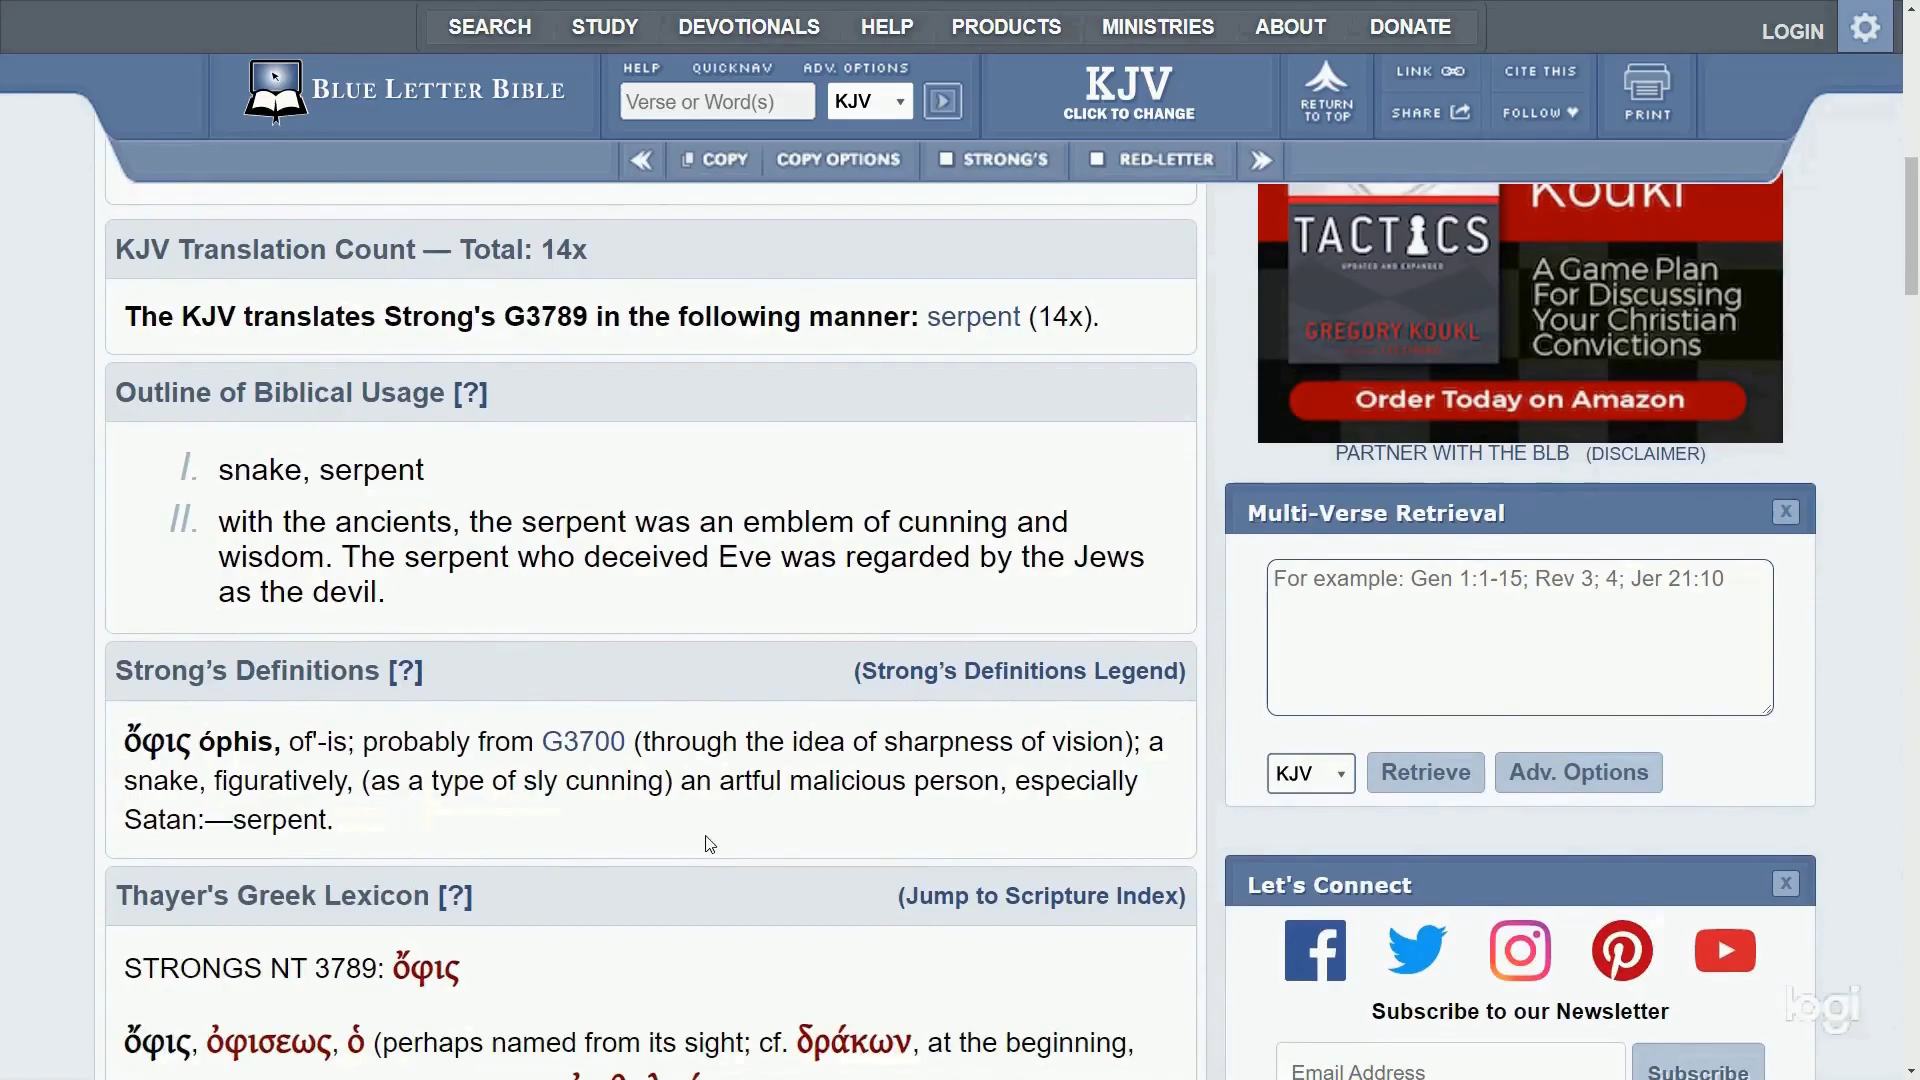 SEARCH STUDY DEVOTIONALS HELP PRODUCTS MINISTRIES ABOUT DONATE
LOGIN
BLUE LETTER BIBLE
HELP QUICKNAV ADV. OPTIONS
Verse or Word(s) KJV
KJV
CLICK TO CHANGE
RETURN
TO TOP
LINK CITE THIS
SHARE FOLLOW
PRINT
COPY COPY OPTIONS STRONG'S RED-LETTER
KJV Translation Count — Total: 14x
The KJV translates Strong's G3789 in the following manner: serpent (14x).
Outline of Biblical Usage [?]
I. snake, serpent
II. with the ancients, the serpent was an emblem of cunning and
wisdom. The serpent who deceived Eve was regarded by the Jews
as the devil.
Strong’s Definitions [?] (Strong’s Definitions Legend)
ὄφις óphis, of'-is; probably from G3700 (through the idea of sharpness of vision); a
snake, figuratively, (as a type of sly cunning) an artful malicious person, especially
Satan:—serpent.
Thayer's Greek Lexicon [?] (Jump to Scripture Index)
STRONGS NT 3789: ὄφις
ὄφις, ὀφισεως, ὁ (perhaps named from its sight; cf. δράκων, at the beginning,
Koukl
TACTICS
UPDATED AND EXPANDED
GREGORY KOUKL
A Game Plan
For Discussing
Your Christian
Convictions
Order Today on Amazon
PARTNER WITH THE BLB (DISCLAIMER)
Multi-Verse Retrieval X
For example: Gen 1:1-15; Rev 3; 4; Jer 21:10
KJV Retrieve Adv. Options
Let's Connect X
Subscribe to our Newsletter
Email Address Subscribe
logi